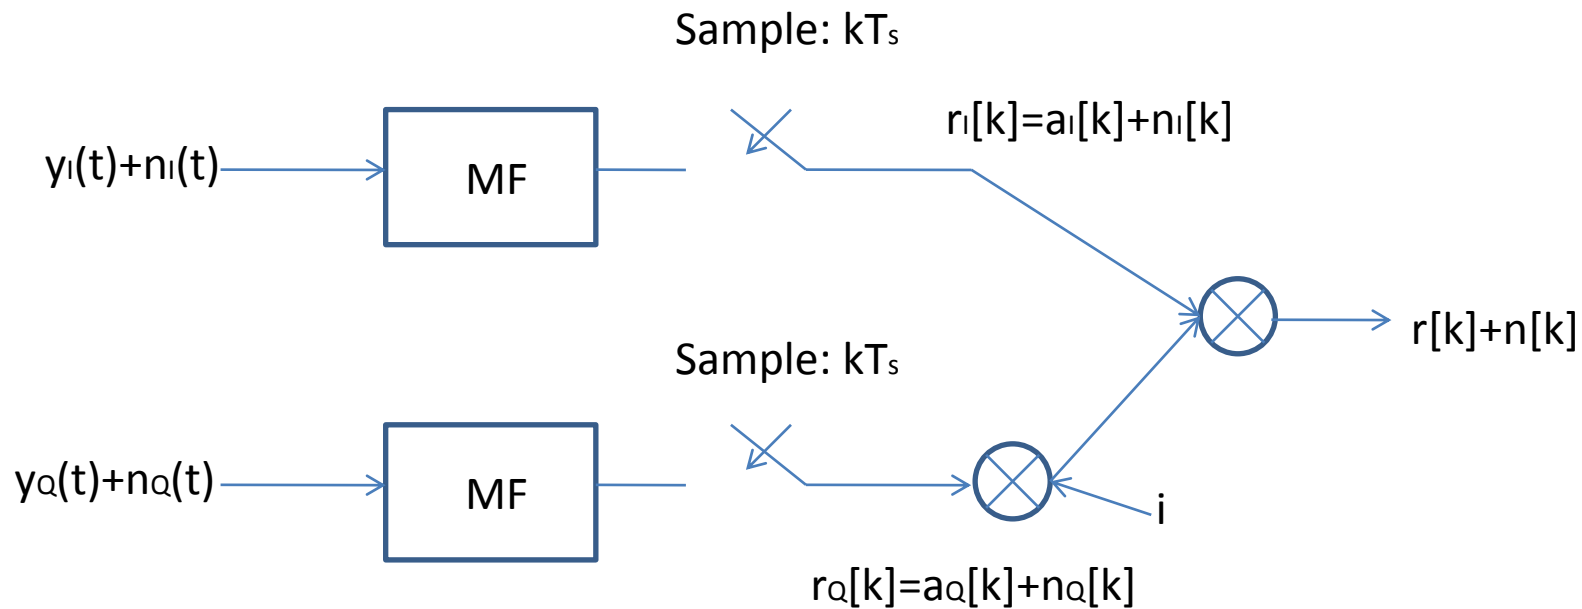 Sample: kTs
rI[k]=aI[k]+nI[k]
yI(t)+nI(t)
MF
r[k]+n[k]
Sample: kTs
yQ(t)+nQ(t)
MF
i
rQ[k]=aQ[k]+nQ[k]